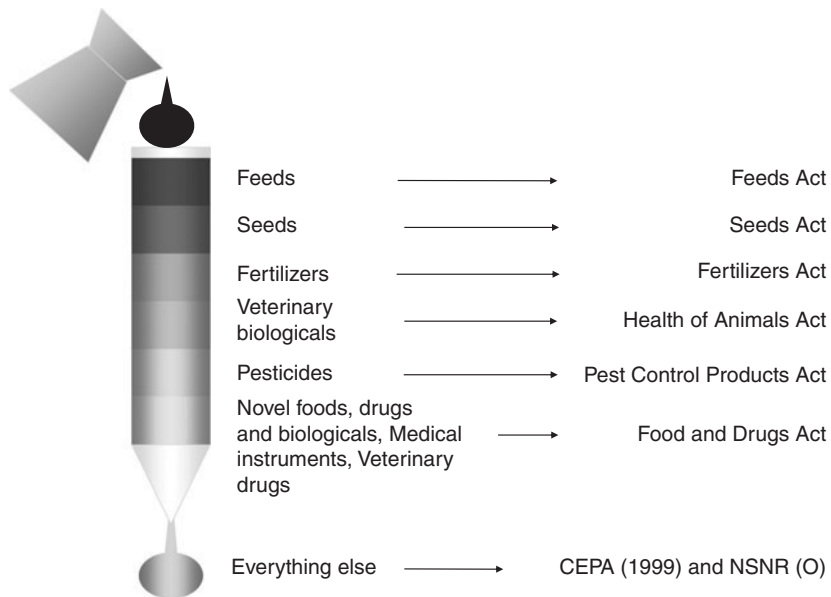 Feeds
Feeds Act
Seeds
Seeds Act
Fertilizers
Fertilizers Act
Veterinary
biologicals
Health of Animals Act
Pesticides
Pest Control Products Act
Novel foods, drugs
and biologicals, Medical
instruments, Veterinary
drugs
Food and Drugs Act
Everything else
CEPA (1999) and NSNR (O)